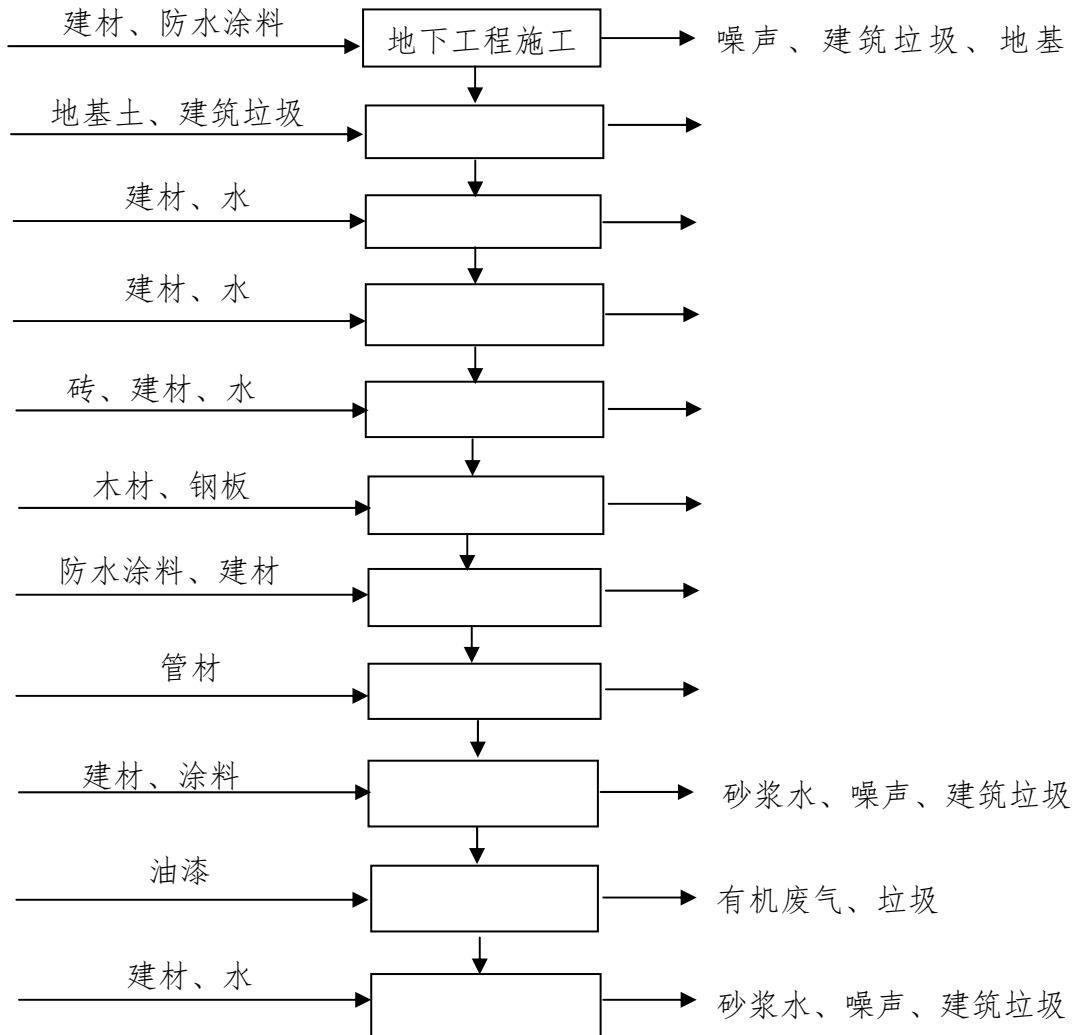 建材、防水涂料
地下工程施工
噪声、建筑垃圾、地基
地基土、建筑垃圾
建材、水
建材、水
砖、建材、水
木材、钢板
防水涂料、建材
管材
建材、涂料
砂浆水、噪声、建筑垃圾
油漆
有机废气、垃圾
建材、水
砂浆水、噪声、建筑垃圾